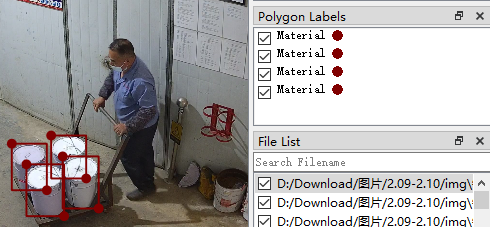 Polygon Labels
Material
Material
Material
Material
File List
Search Filename
D:/Download/图片/2.09-2.10/img\
D:/Download/图片/2.09-2.10/img\
D:/Download/图片/2.09-2.10/img\